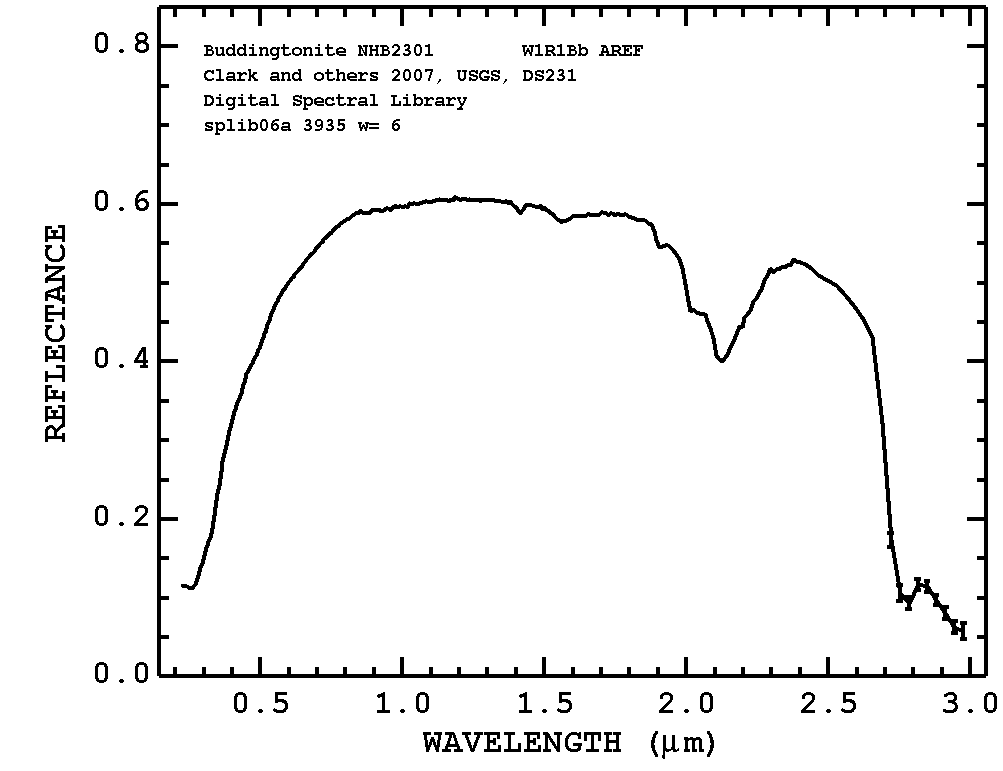 Buddingtonite NHB2301 W1R1Bb AREF
Clark and others 2007, USGS, DS231
Digital Spectral Library
splib06a 3935 w= 6
0.8
0.6
0.4
0.2
0.0
REFLECTANCE
0.5 1.0 1.5 2.0 2.5 3.0
WAVELENGTH (μm)